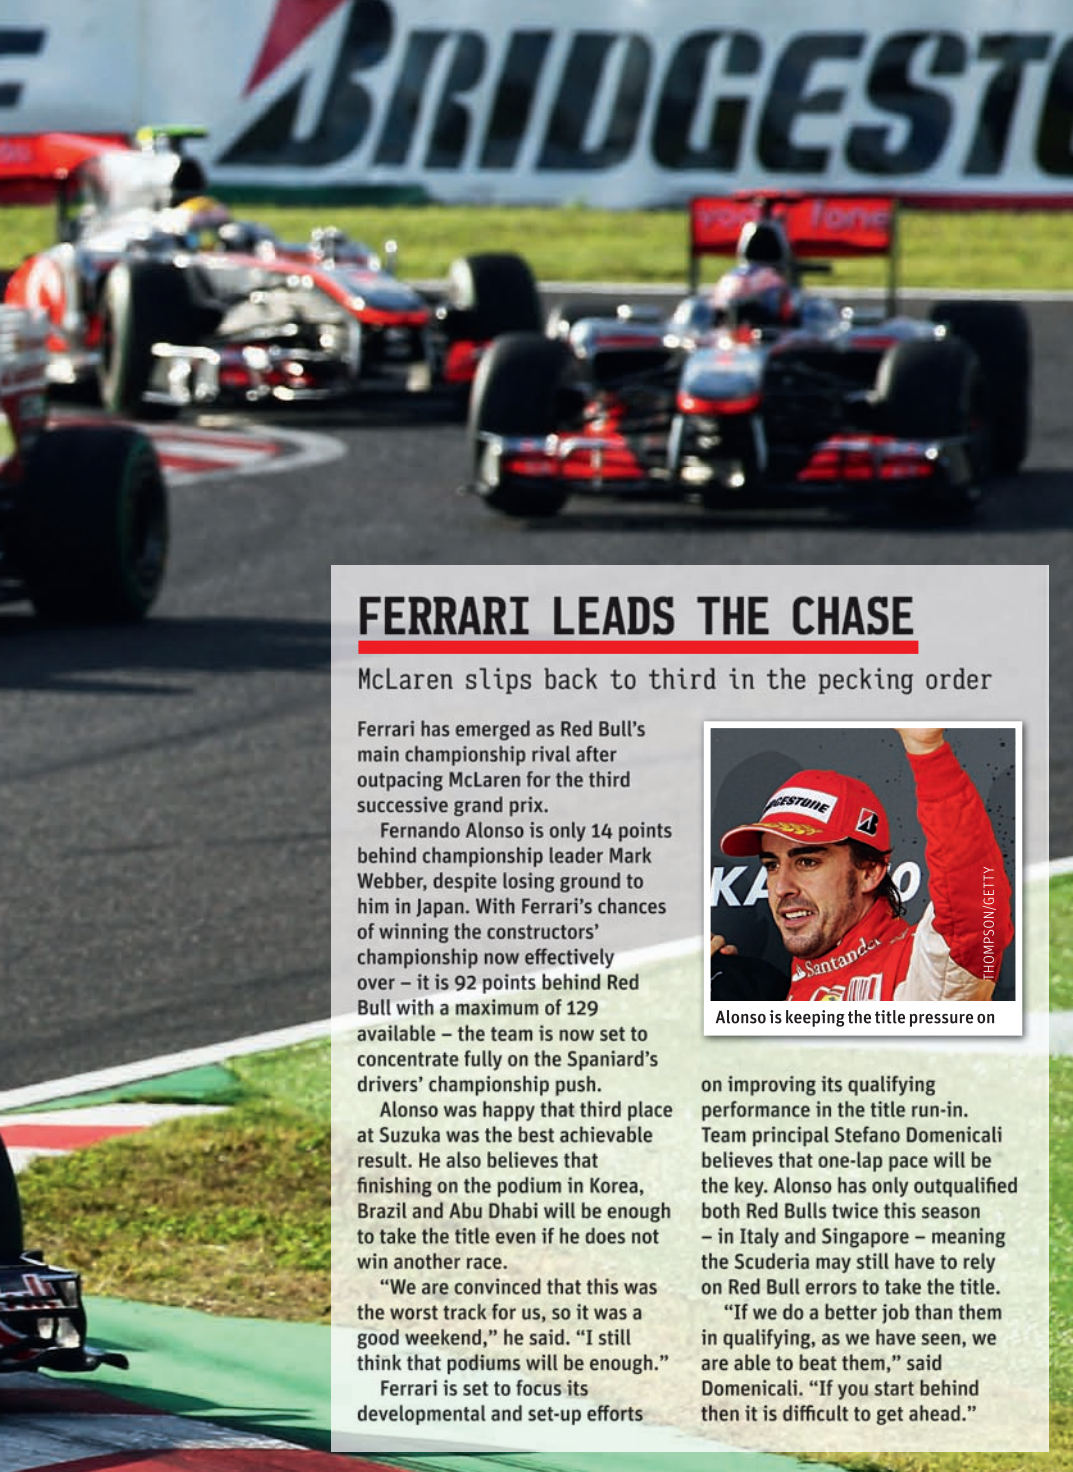 BRIDGESTO
vodafone
FERRARI LEADS THE CHASE
McLaren slips back to third in the pecking order
Ferrari has emerged as Red Bull’s
main championship rival after
outpacing McLaren for the third
successive grand prix.
Fernando Alonso is only 14 points
behind championship leader Mark
Webber, despite losing ground to
him in Japan. With Ferrari’s chances
of winning the constructors’
championship now effectively
over – it is 92 points behind Red
Bull with a maximum of 129
available – the team is now set to
concentrate fully on the Spaniard’s
drivers’ championship push.
Alonso was happy that third place
at Suzuka was the best achievable
result. He also believes that
finishing on the podium in Korea,
Brazil and Abu Dhabi will be enough
to take the title even if he does not
win another race.
“We are convinced that this was
the worst track for us, so it was a
good weekend,” he said. “I still
think that podiums will be enough.”
Ferrari is set to focus its
developmental and set-up efforts
GESTONE
KA
O
Santander
THOMPSON/GETTY
Alonso is keeping the title pressure on
on improving its qualifying
performance in the title run-in.
Team principal Stefano Domenicali
believes that one-lap pace will be
the key. Alonso has only outqualified
both Red Bulls twice this season
– in Italy and Singapore – meaning
the Scuderia may still have to rely
on Red Bull errors to take the title.
“If we do a better job than them
in qualifying, as we have seen, we
are able to beat them,” said
Domenicali. “If you start behind
then it is difficult to get ahead.”